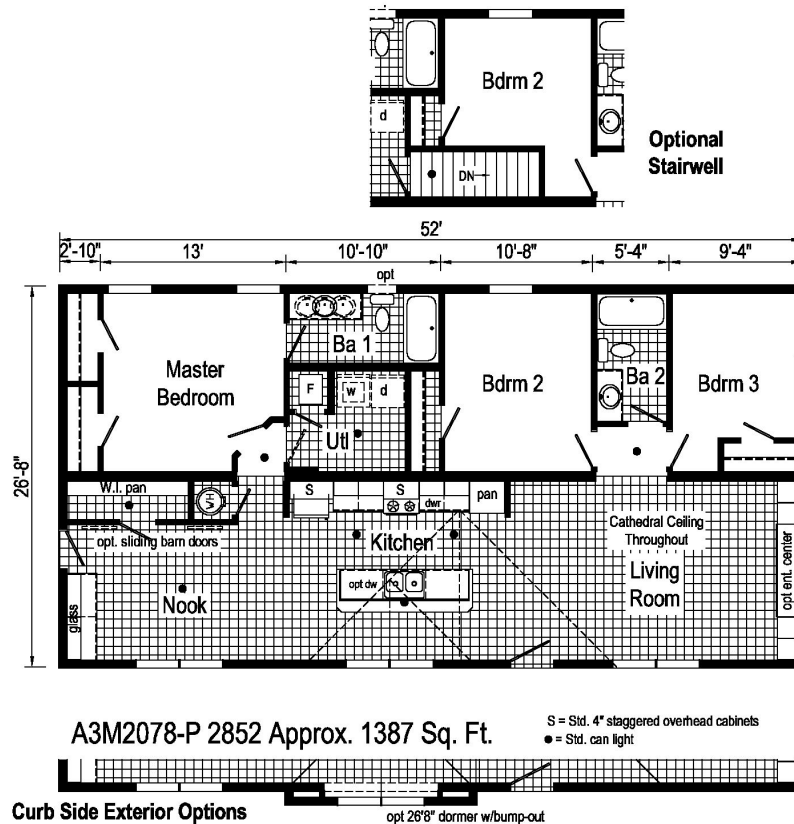 Bdrm 2
d
DN
Optional
Stairwell
52'
2'-10"
13'
10'-10"
10'-8"
5'-4"
9'-4"
opt
26'-8"
Master
Bedroom
Ba 1
F
w
d
Utl
Bdrm 2
Ba 2
Bdrm 3
W.I. pan
WH
S
S
dwr
pan
opt. sliding barn doors
Kitchen
Cathedral Ceiling
Throughout
opt dw
Living
Room
opt ent. center
glass
Nook
A3M2078-P 2852 Approx. 1387 Sq. Ft.
S = Std. 4" staggered overhead cabinets
● = Std. can light
Curb Side Exterior Options
opt 26'8" dormer w/bump-out